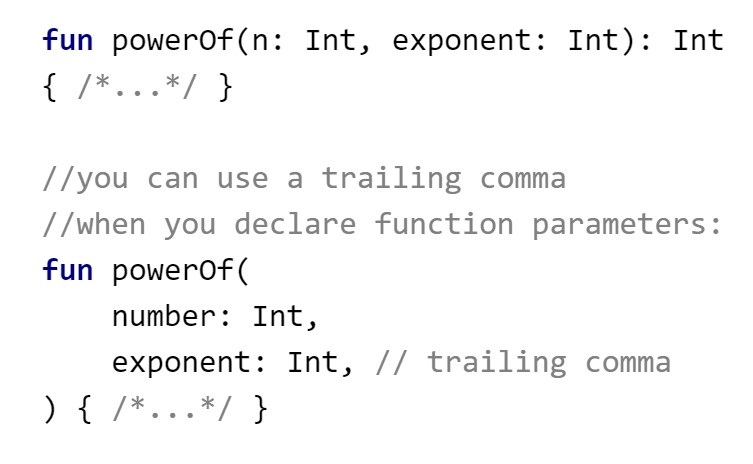 fun powerOf(n: Int, exponent: Int): Int
{ /*...*/ }
//you can use a trailing comma
//when you declare function parameters:
fun powerOf(
number: Int,
exponent: Int, // trailing comma
) { /*...*/ }